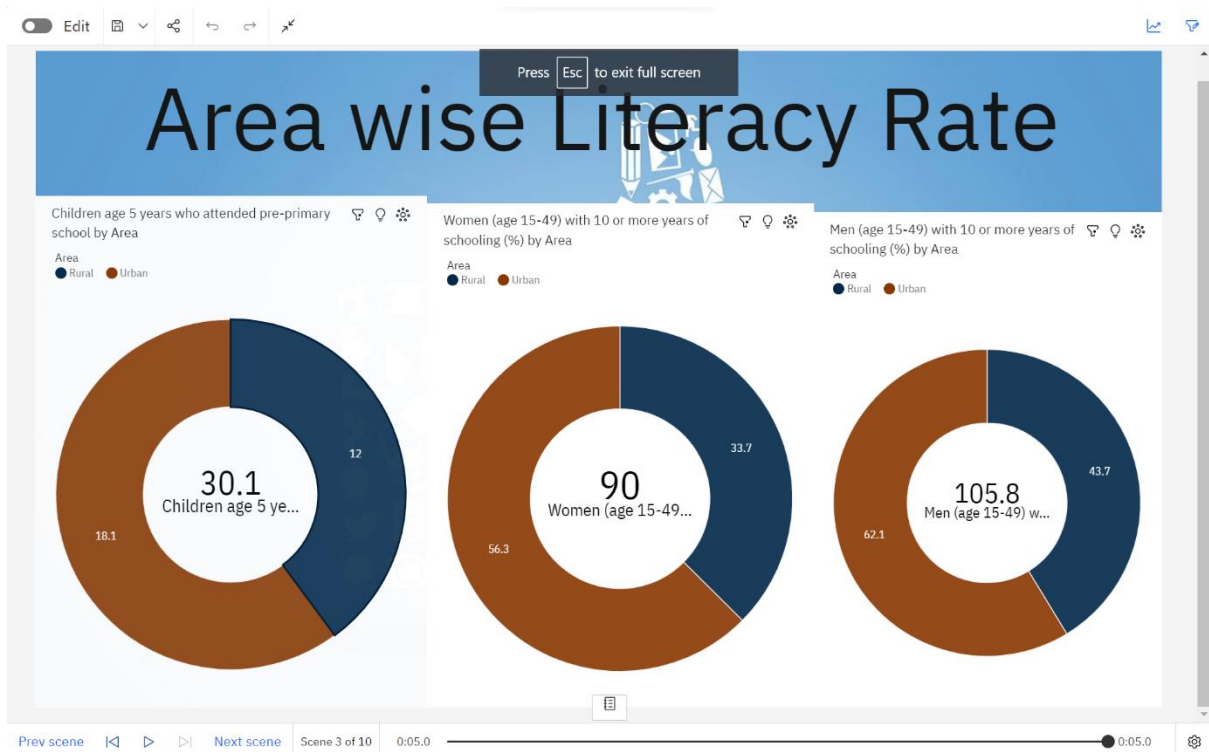 Edit
Press Esc to exit full screen
Area wise Literacy Rate
Children age 5 years who attended pre-primary
school by Area
Area
Rural Urban
12
18.1
30.1
Children age 5 ye...
Women (age 15-49) with 10 or more years of
schooling (%) by Area
Area
Rural Urban
33.7
56.3
90
Women (age 15-49...
Men (age 15-49) with 10 or more years of
schooling (%) by Area
Area
Rural Urban
43.7
62.1
105.8
Men (age 15-49) w...
Prev scene Next scene Scene 3 of 10 0:05.0 0:05.0